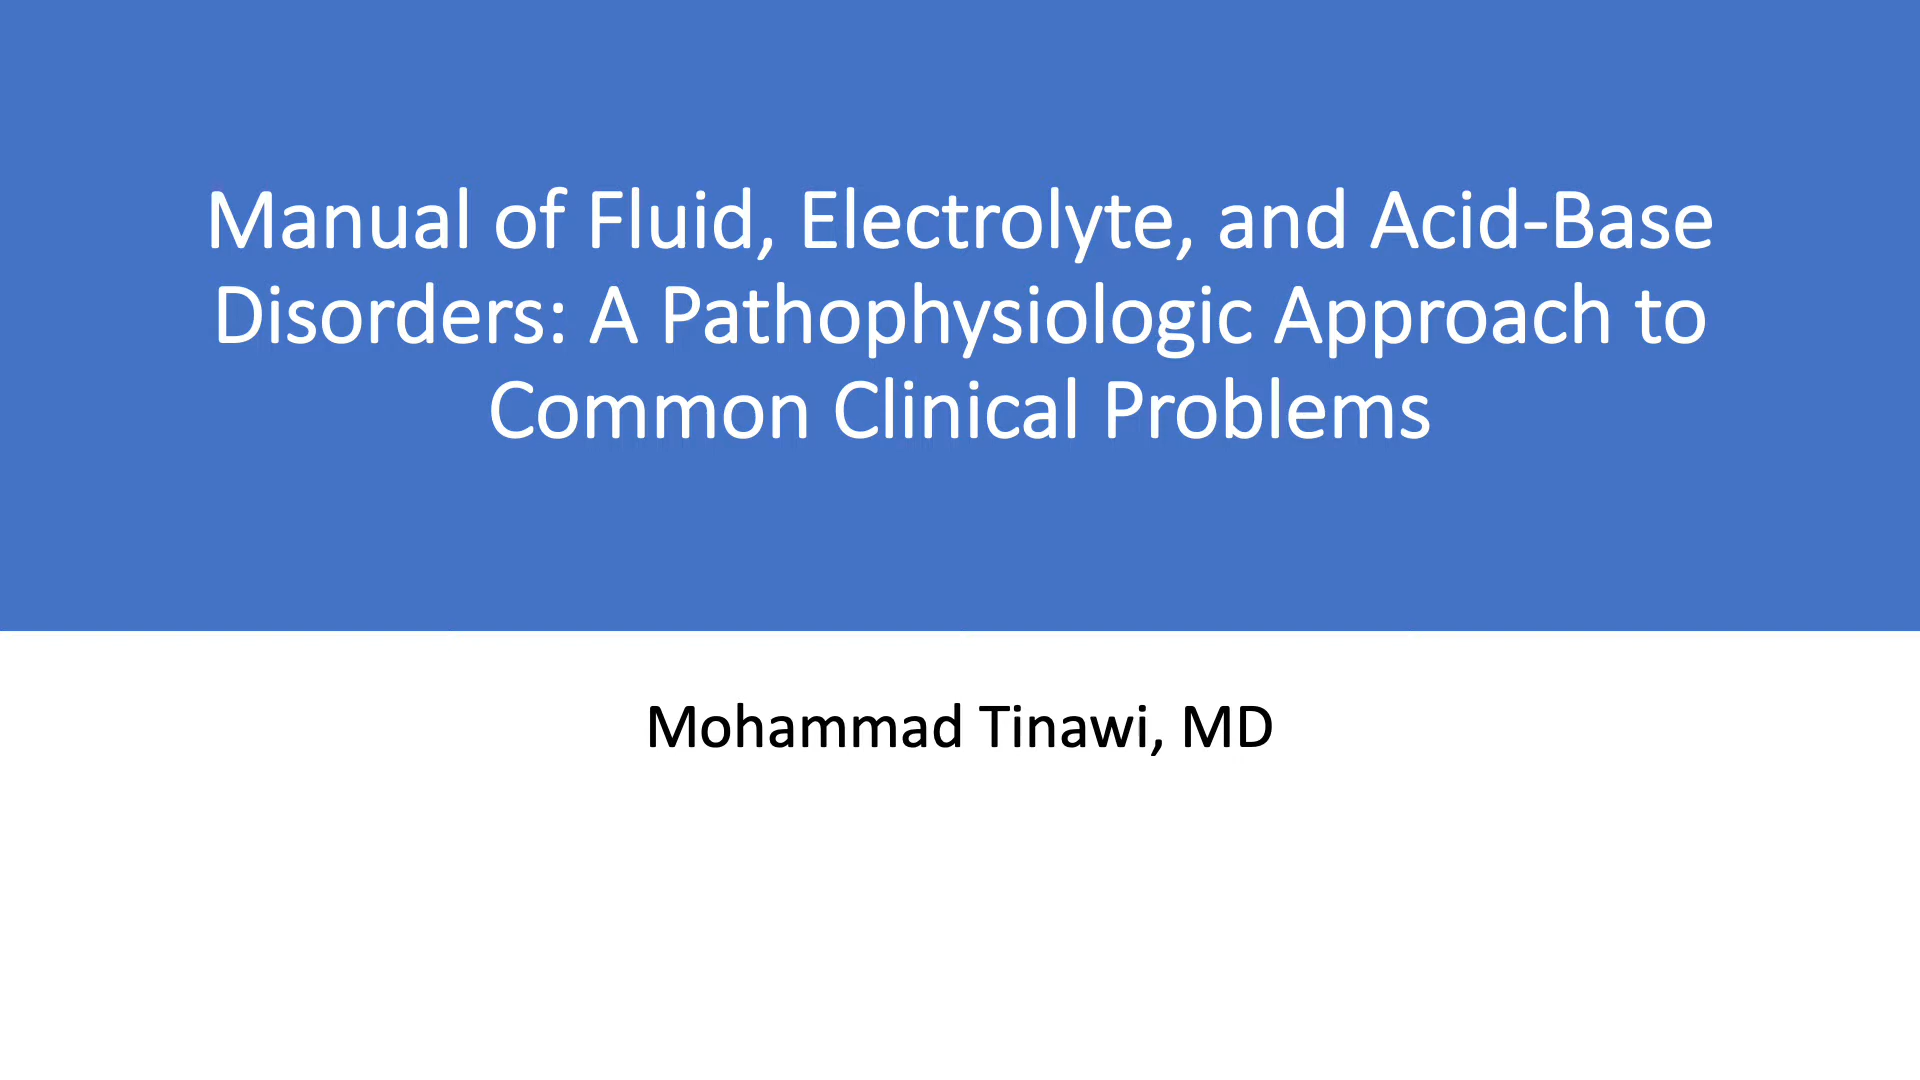 Manual of Fluid, Electrolyte, and Acid-Base
Disorders: A Pathophysiologic Approach to
Common Clinical Problems
Mohammad Tinawi, MD